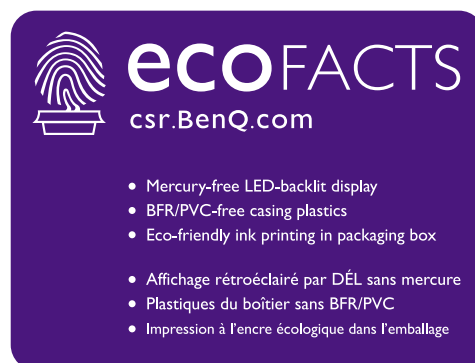 ecoFACTS
csr.BenQ.com
• Mercury-free LED-backlit display
• BFR/PVC-free casing plastics
• Eco-friendly ink printing in packaging box
• Affichage rétroéclairé par DÉL sans mercure
• Plastiques du boîtier sans BFR/PVC
• Impression à l'encre écologique dans l'emballage